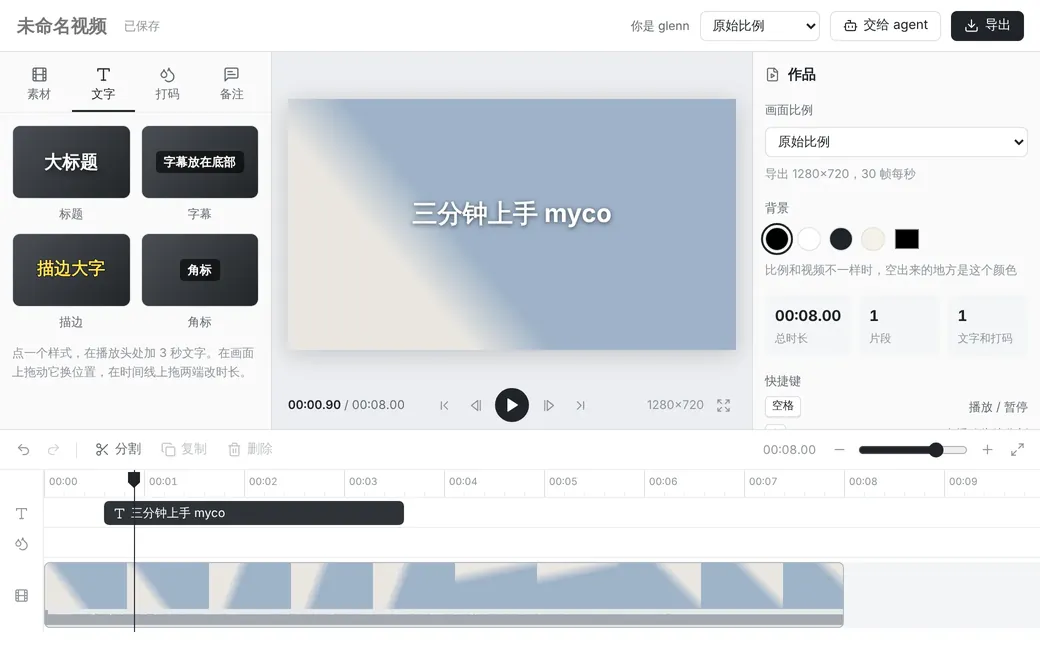 未命名视频 已保存 你是 glenn 原始比例 交给 agent 导出
素材 文字 打码 备注
大标题 字幕放在底部
标题 字幕
描边大字 角标
描边 角标
点一个样式，在播放头处加 3 秒文字。在画面
上拖动它换位置，在时间线上拖两端改时长。
三分钟上手 myco
00:00.90 / 00:08.00 1280×720
作品
画面比例
原始比例
导出 1280×720，30 帧每秒
背景
比例和视频不一样时，空出来的地方是这个颜色
00:08.00 1 1
总时长 片段 文字和打码
快捷键
空格 播放 / 暂停
分割 复制 删除 00:08.00
00:00 00:01 00:02 00:03 00:04 00:05 00:06 00:07 00:08 00:09
三分钟上手 myco